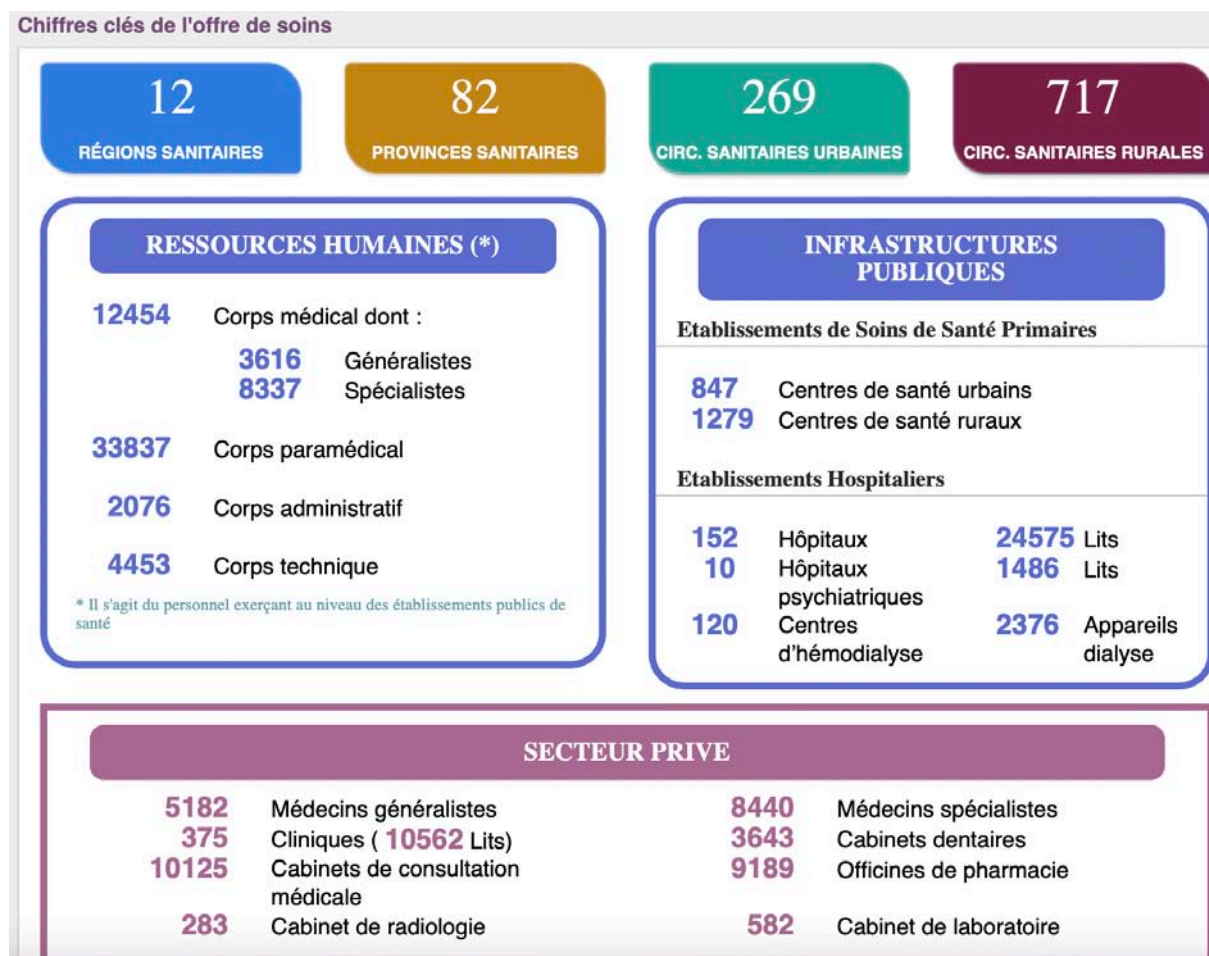 Chiffres clés de l'offre de soins
12
RÉGIONS SANITAIRES
82
PROVINCES SANITAIRES
269
CIRC. SANITAIRES URBAINES
717
CIRC. SANITAIRES RURALES
RESSOURCES HUMAINES (*)
12454 Corps médical dont :
3616 Généralistes
8337 Spécialistes
33837 Corps paramédical
2076 Corps administratif
4453 Corps technique
* Il s'agit du personnel exerçant au niveau des établissements publics de
santé
INFRASTRUCTURES
PUBLIQUES
Etablissements de Soins de Santé Primaires
847 Centres de santé urbains
1279 Centres de santé ruraux
Etablissements Hospitaliers
152 Hôpitaux 24575 Lits
10 Hôpitaux 1486 Lits
psychiatriques
120 Centres 2376 Appareils
d'hémodialyse dialyse
SECTEUR PRIVE
5182 Médecins généralistes 8440 Médecins spécialistes
375 Cliniques ( 10562 Lits) 3643 Cabinets dentaires
10125 Cabinets de consultation 9189 Officines de pharmacie
médicale
283 Cabinet de radiologie 582 Cabinet de laboratoire